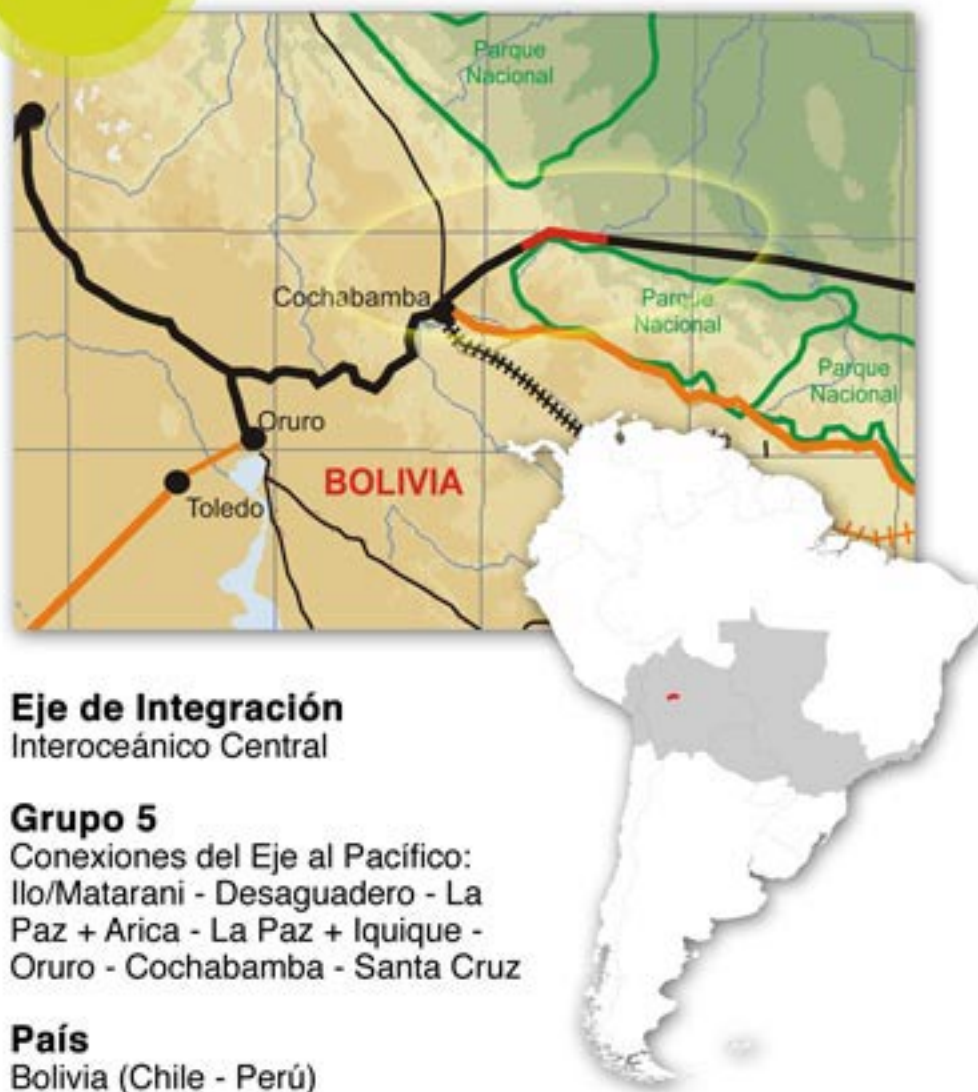 Parque
Nacional
Cochabamba
Parque
Nacional
Parque
Nacional
Oruro
BOLIVIA
Toledo
Eje de Integración
Interoceánico Central
Grupo 5
Conexiones del Eje al Pacífico:
Ilo/Matarani - Desaguadero - La
Paz + Arica - La Paz + Iquique -
Oruro - Cochabamba - Santa Cruz
País
Bolivia (Chile - Perú)